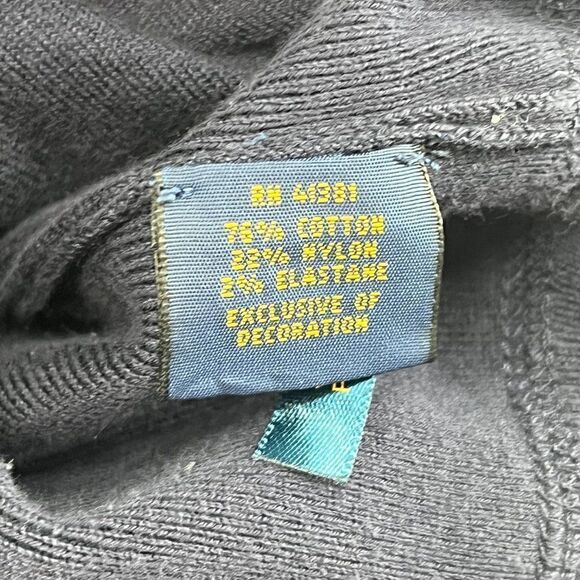 RN 41381
76% COTTON
22% NYLON
2% ELASTANE
EXCLUSIVE OF
DECORATION